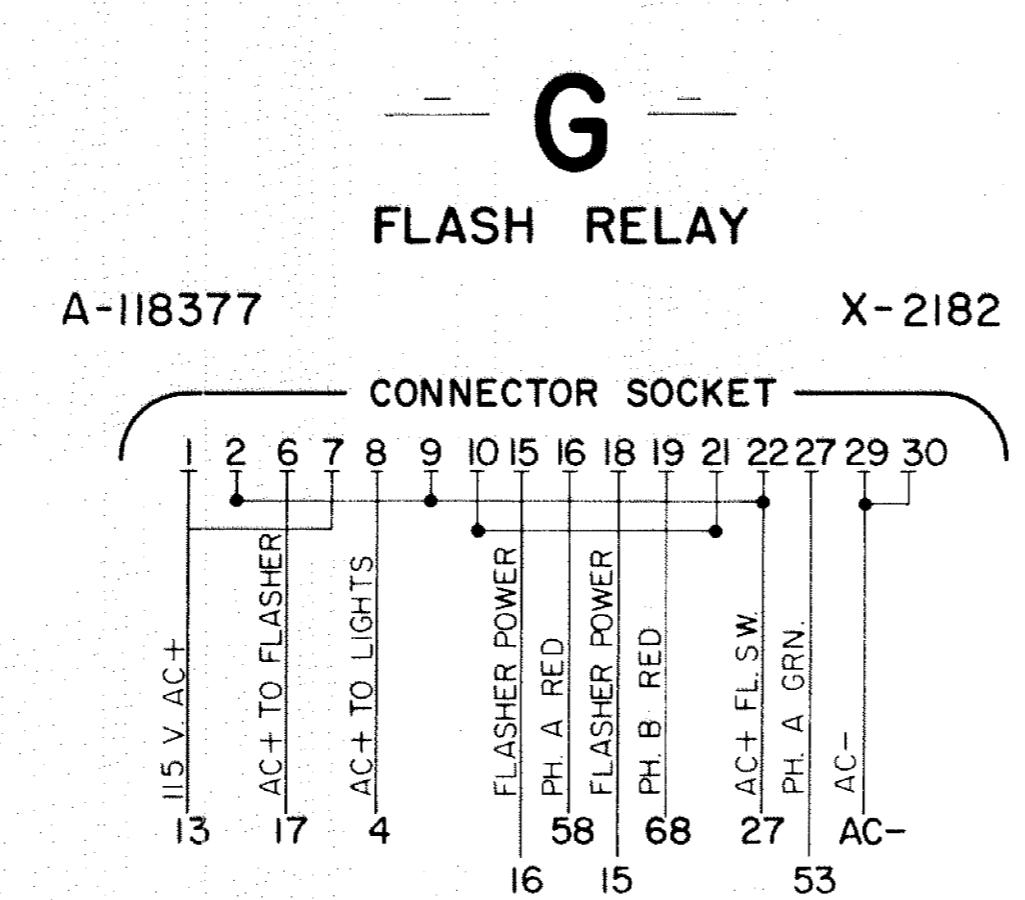 G
FLASH RELAY
A-118377 X-2182
CONNECTOR SOCKET
1 2 6 7 8 9 10 15 16 18 19 21 22 27 29 30
115 V. AC+
AC+ TO FLASHER
AC+ TO LIGHTS
FLASHER POWER
PH. A RED
FLASHER POWER
PH. B RED
AC+ FL. SW.
PH. A GRN.
AC-
13 17 4 58 68 27 AC-
16 15 53